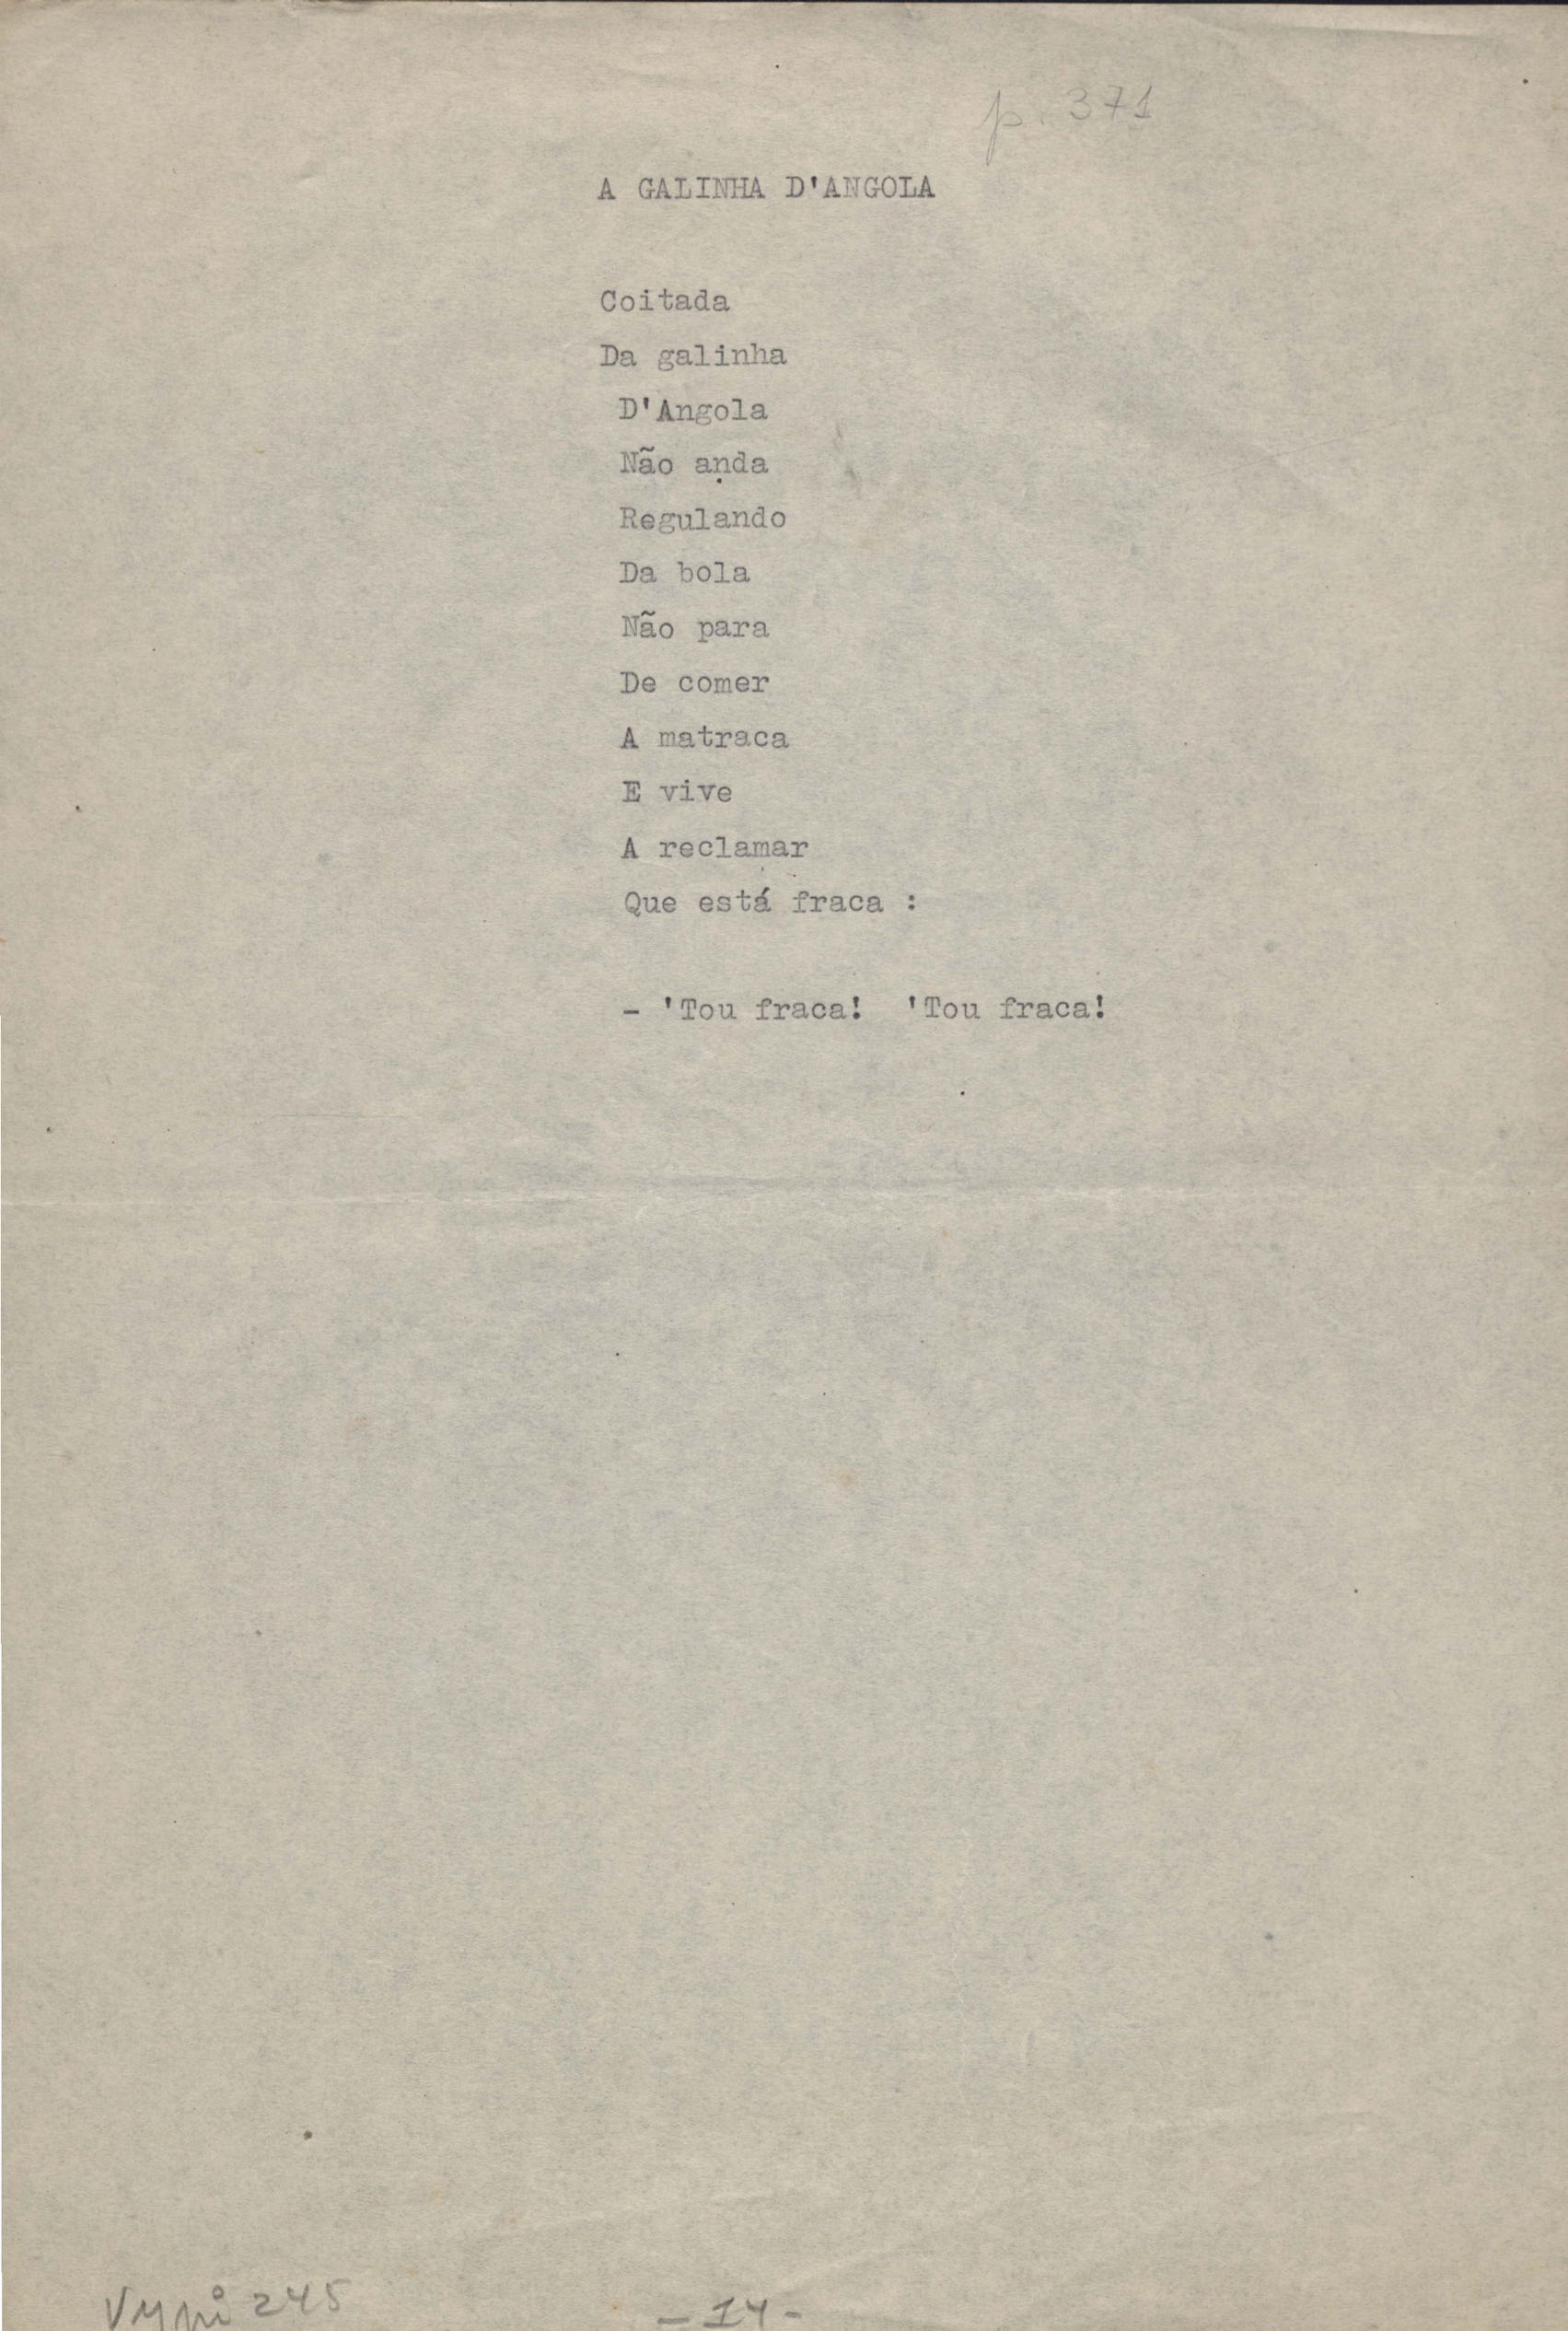 p. 371
A GALINHA D'ANGOLA
Coitada
Da galinha
D'Angola
Não anda
Regulando
Da bola
Não para
De comer
A matraca
E vive
A reclamar
Que está fraca :
- 'Tou fraca! 'Tou fraca!
Vmpi 245
- 14 -